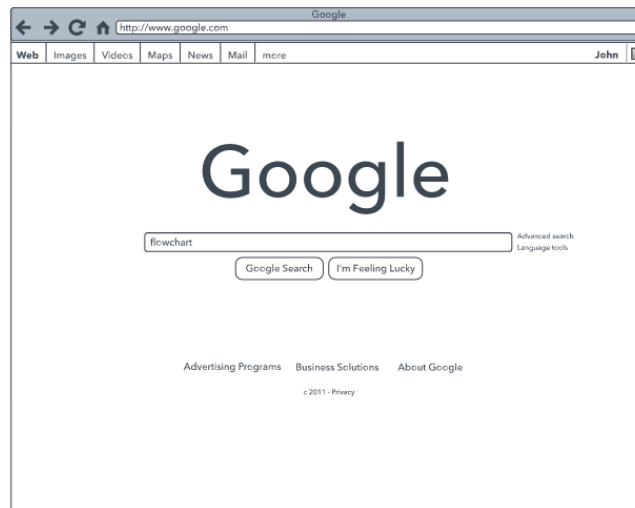 Google
http://www.google.com
Web Images Videos Maps News Mail more John
Google
flowchart
Advanced search
Language tools
Google Search I'm Feeling Lucky
Advertising Programs Business Solutions About Google
c 2011 - Privacy